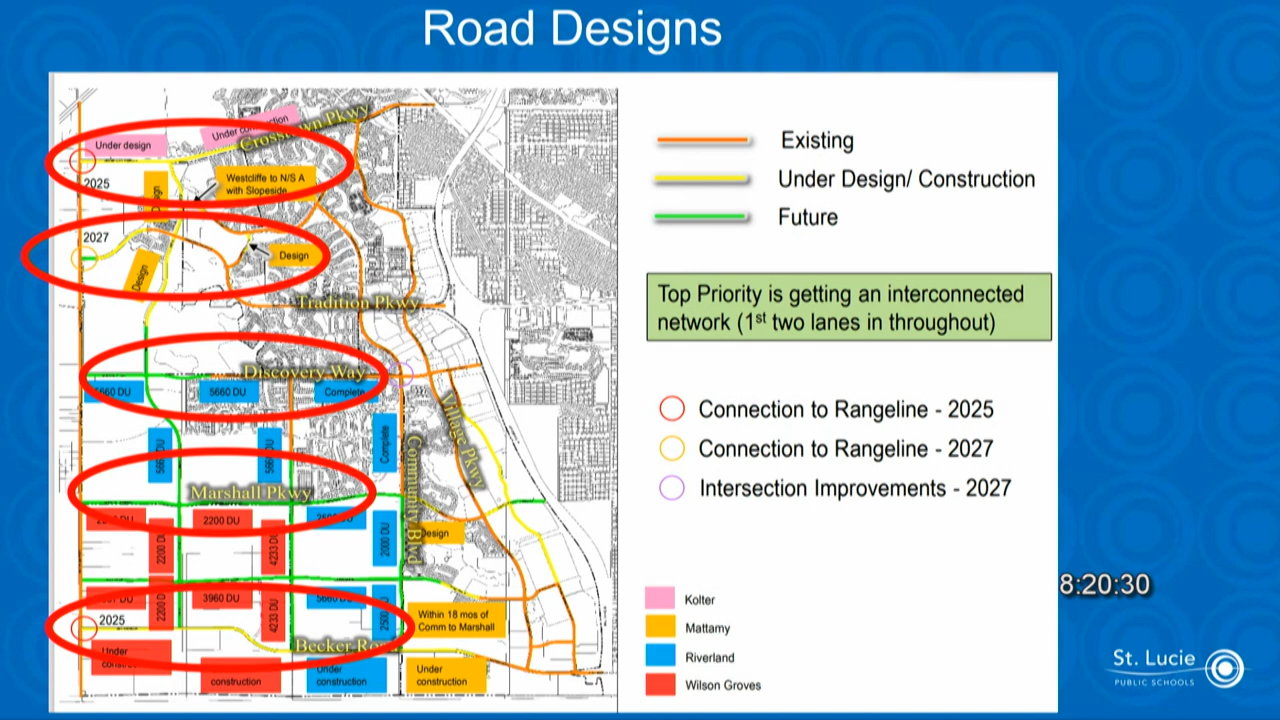 Road Designs
Under design
Under construction
Crosstown Pkwy
2025
Design
Westcliffe to N/S A
with Slopeside
2027
Design
Design
Tradition Pkwy
Discovery Way
5660 DU
5660 DU
Complete
5660 DU
5660 DU
Complete
Community Blvd
Village Pkwy
Marshall Pkwy
2200 DU
2200 DU
4233 DU
2000 DU
Design
3960 DU
5660 DU
2200 D
4233 DU
2500
2025
Within 18 mos of
Comm to Marshall
Becker Road
Under
construction
Under
construction
Under
construction
Existing
Under Design/ Construction
Future
Top Priority is getting an interconnected
network (1st two lanes in throughout)
Connection to Rangeline - 2025
Connection to Rangeline - 2027
Intersection Improvements - 2027
Kolter
Mattamy
Riverland
Wilson Groves
8:20:30
St. Lucie
PUBLIC SCHOOLS